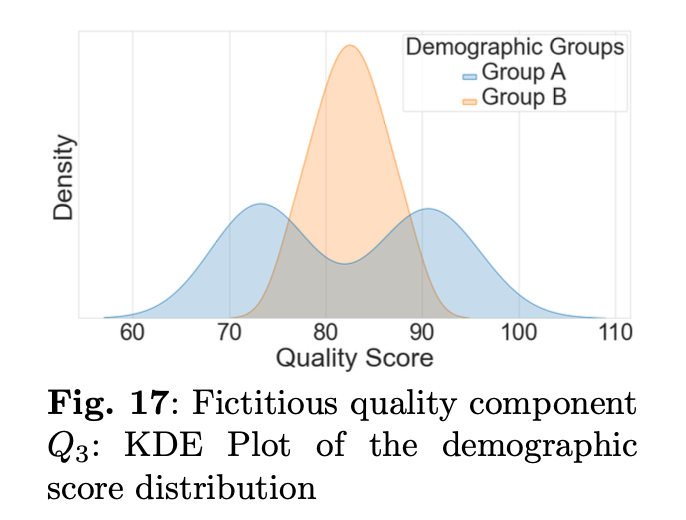 Demographic Groups
Group A
Group B
Density
60 70 80 90 100 110
Quality Score
Fig. 17: Fictitious quality component
Q3: KDE Plot of the demographic
score distribution